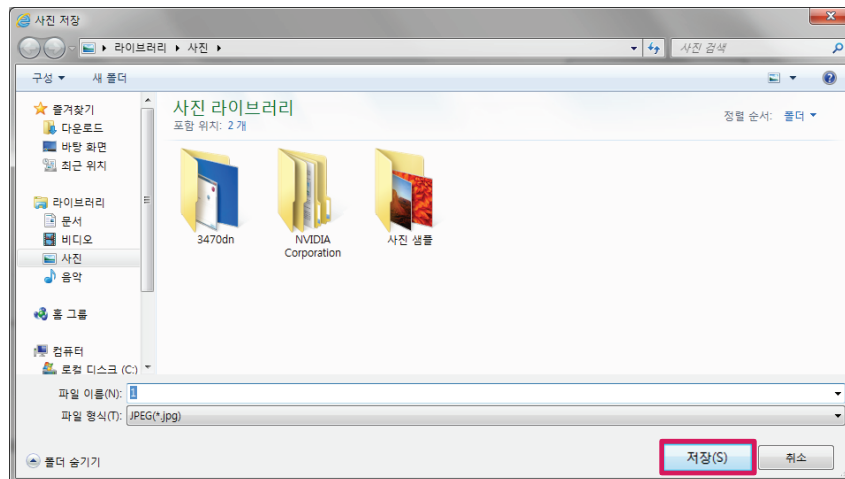 사진 저장
라이브러리 ▸ 사진 ▸
사진 검색
구성 ▾ 새 폴더
즐겨찾기
다운로드
바탕 화면
최근 위치
라이브러리
문서
비디오
사진
음악
홈 그룹
컴퓨터
로컬 디스크 (C:)
사진 라이브러리
포함 위치: 2 개
정렬 순서: 폴더 ▾
3470dn
NVIDIA
Corporation
사진 샘플
파일 이름(N): 1
파일 형식(T): JPEG(*.jpg)
폴더 숨기기
저장(S)
취소